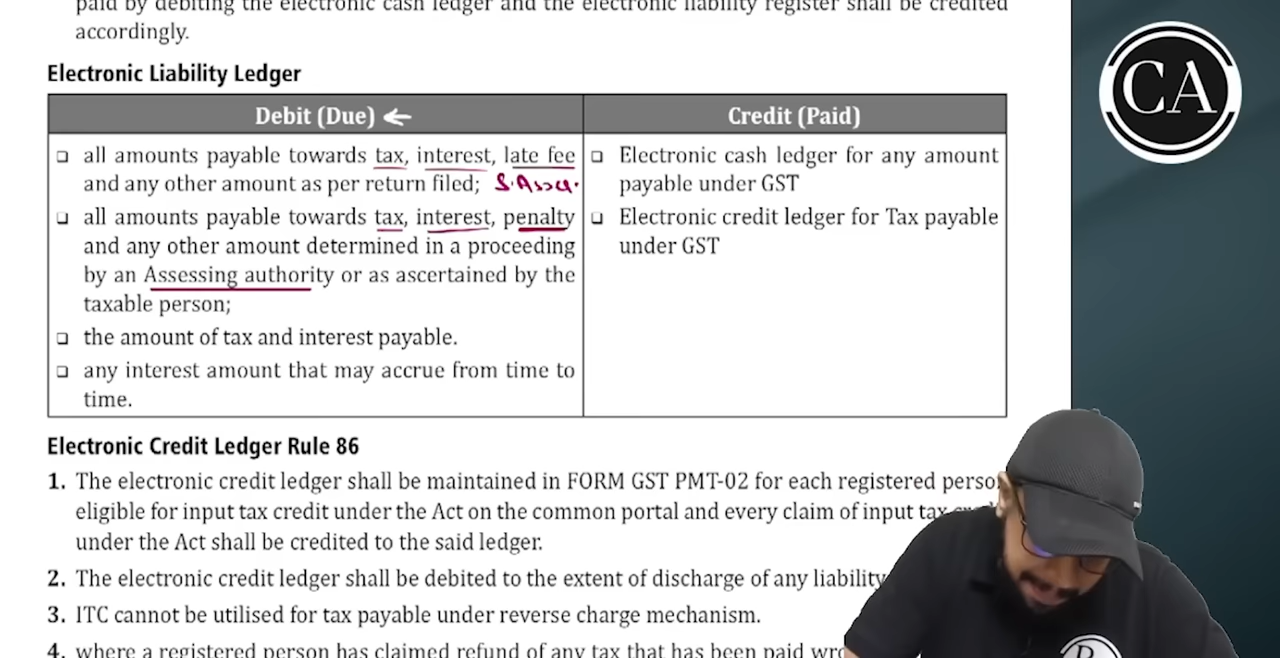 paid by debiting the electronic cash ledger and the electronic liability register shall be credited
accordingly.
Electronic Liability Ledger
Debit (Due)
Credit (Paid)
❑ all amounts payable towards tax, interest, late fee
and any other amount as per return filed; S.Asse.
❑ all amounts payable towards tax, interest, penalty
and any other amount determined in a proceeding
by an Assessing authority or as ascertained by the
taxable person;
❑ the amount of tax and interest payable.
❑ any interest amount that may accrue from time to
time.
❑ Electronic cash ledger for any amount
payable under GST
❑ Electronic credit ledger for Tax payable
under GST
Electronic Credit Ledger Rule 86
1. The electronic credit ledger shall be maintained in FORM GST PMT-02 for each registered
eligible for input tax credit under the Act on the common portal and every claim of input tax
under the Act shall be credited to the said ledger.
2. The electronic credit ledger shall be debited to the extent of discharge of any liability
3. ITC cannot be utilised for tax payable under reverse charge mechanism.
4. where a registered person has claimed refund of any tax that has been paid
CA